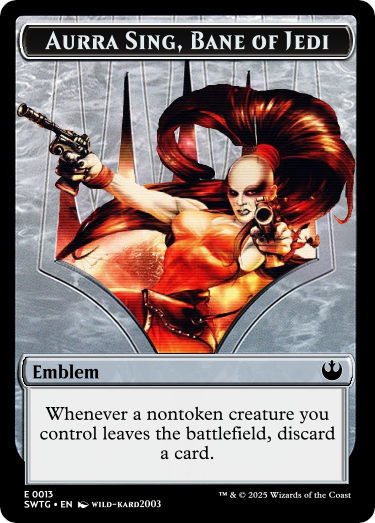 Aurra Sing, Bane of Jedi
Emblem
Whenever a nontoken creature you
control leaves the battlefield, discard
a card.
E 0013
SWTG • EN wild-kard2003
™ & © 2025 Wizards of the Coast